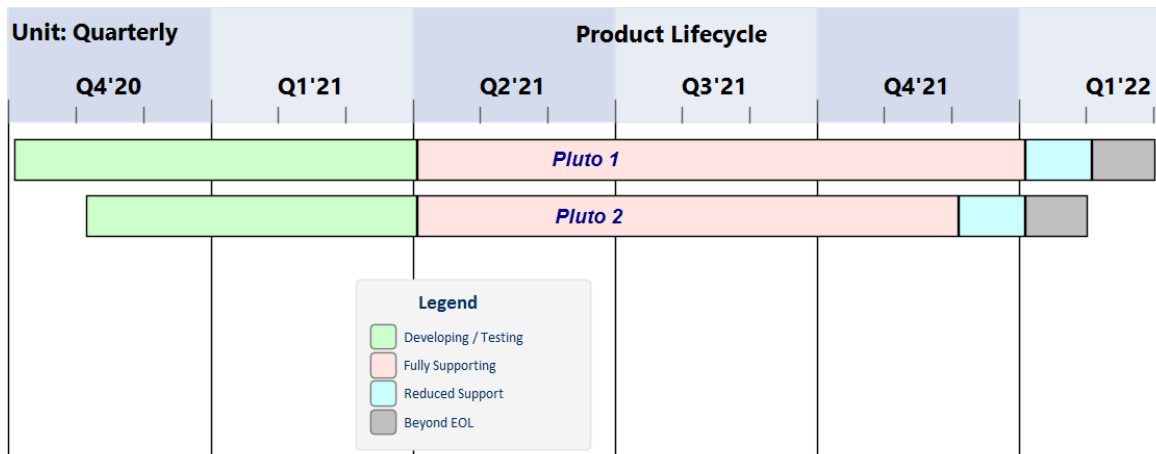 Unit: Quarterly
Product Lifecycle
Q4'20
Q1'21
Q2'21
Q3'21
Q4'21
Q1'22
Pluto 1
Pluto 2
Legend
Developing / Testing
Fully Supporting
Reduced Support
Beyond EOL